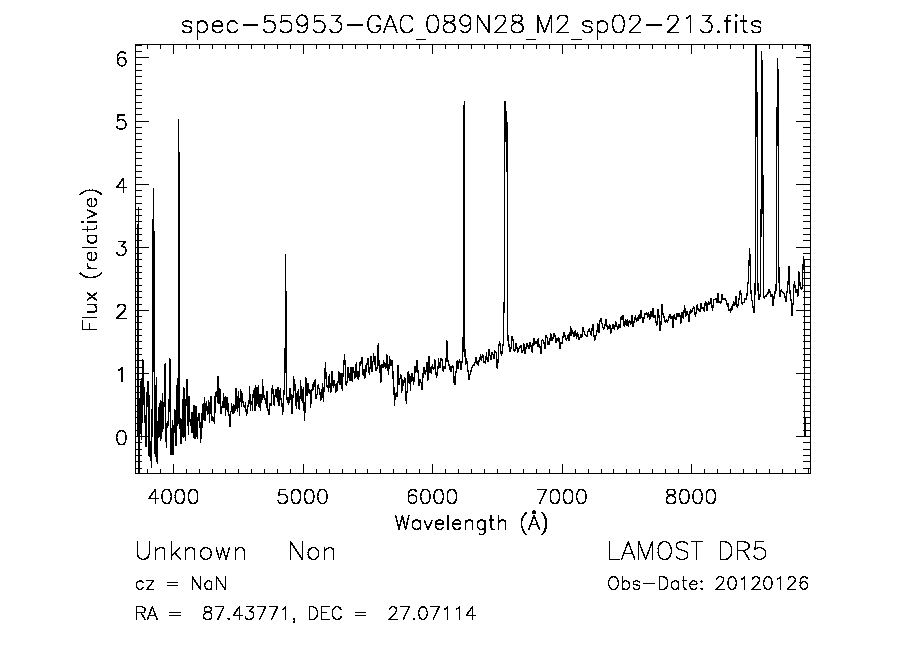 spec-55953-GAC_089N28_M2_sp02-213.fits
6
5
4
3
2
1
0
Flux (relative)
4000 5000 6000 7000 8000
Wavelength (Å)
Unknown Non LAMOST DR5
cz = NaN Obs-Date: 20120126
RA = 87.43771, DEC = 27.07114